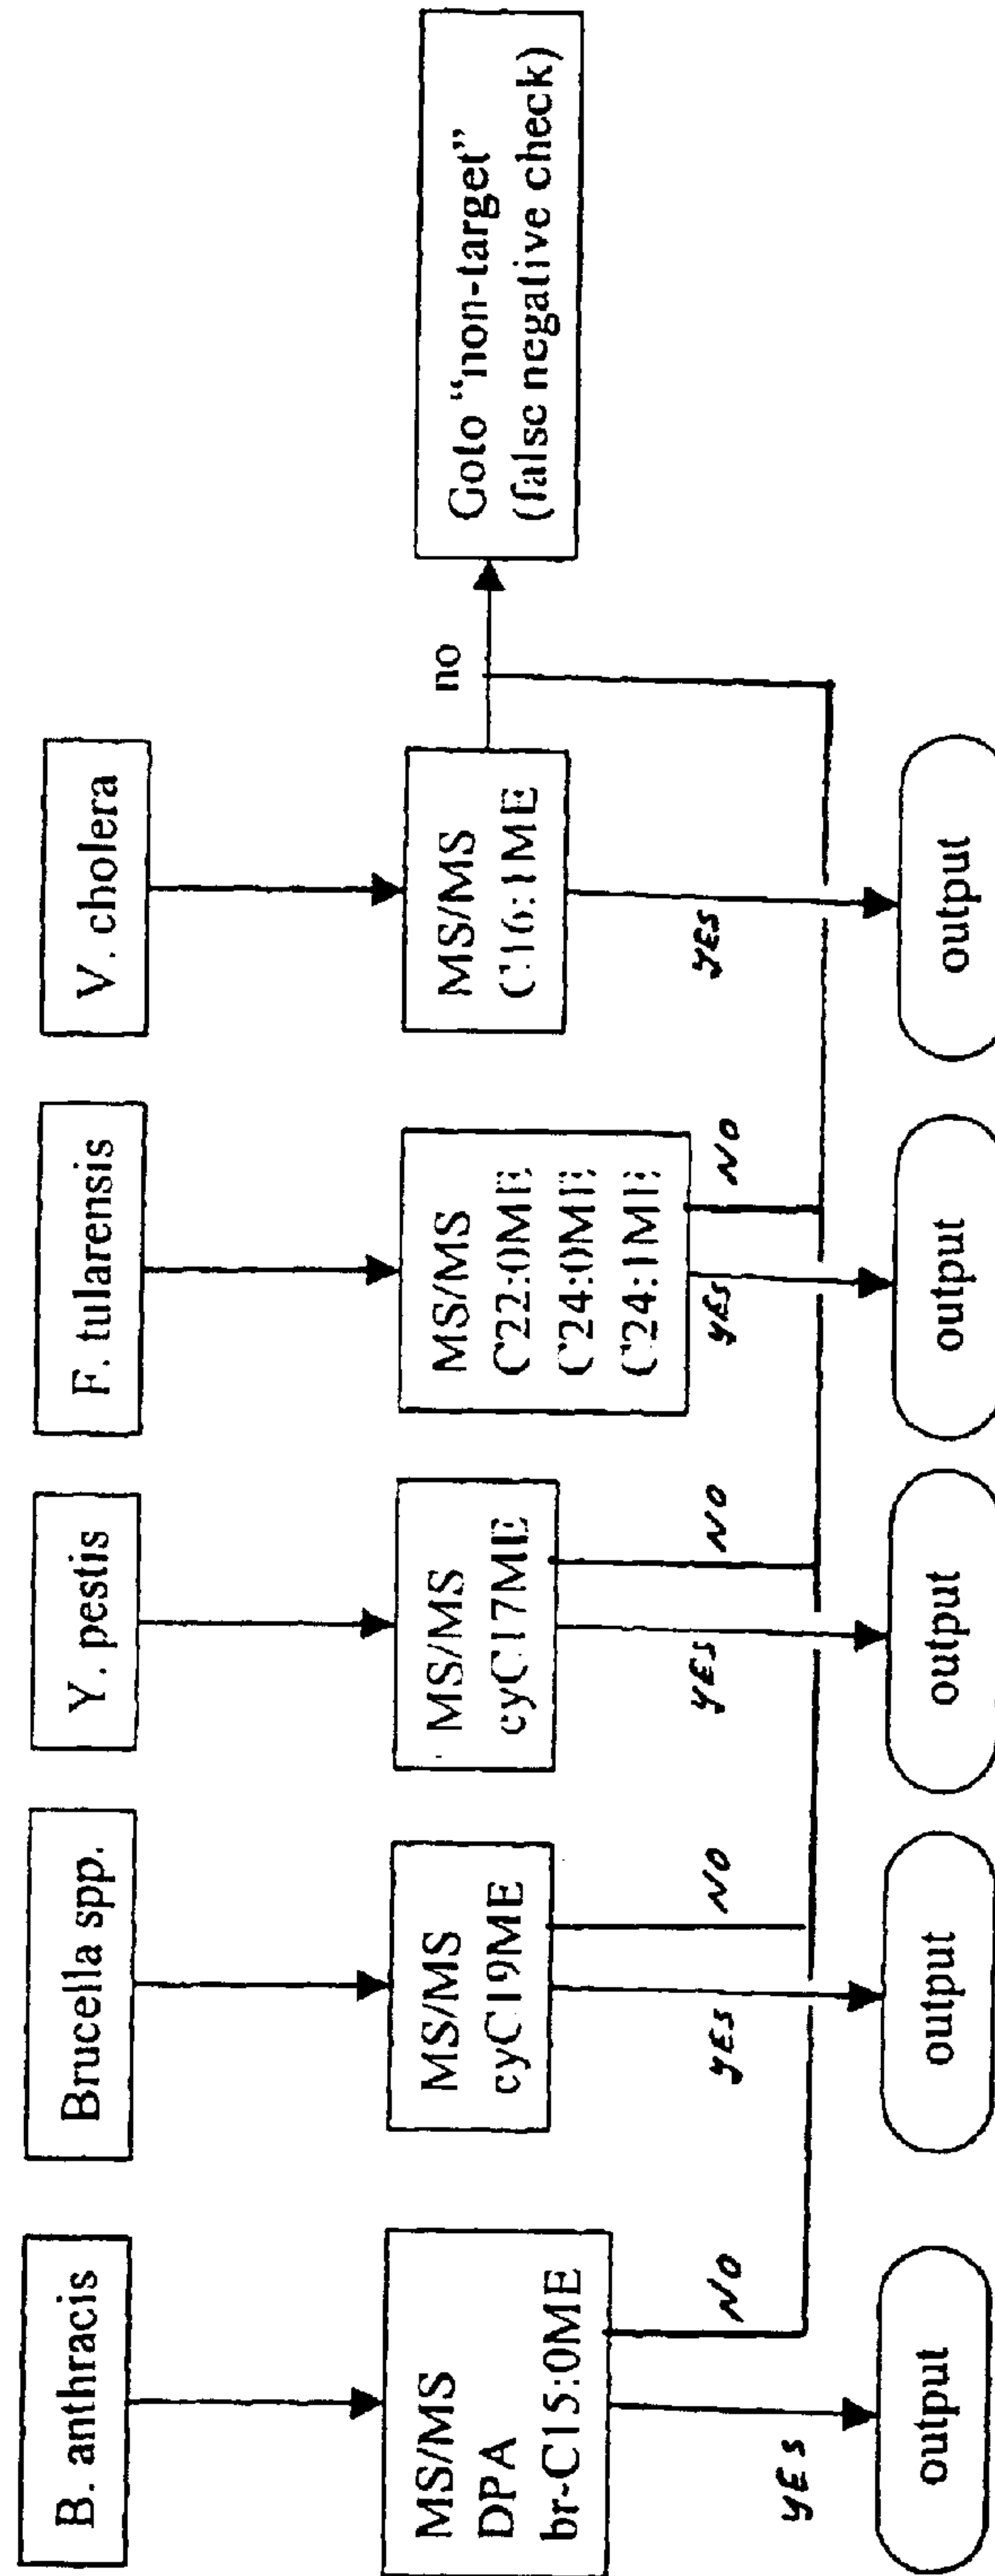 B. anthracis
Brucella spp.
Y. pestis
F. tularensis
V. cholera
MS/MS
DPA
br-C15:0ME
MS/MS
cyC19ME
MS/MS
cyC17ME
MS/MS
C22:0ME
C24:0ME
C24:1ME
MS/MS
C16:1ME
no
Goto “non-target”
(false negative check)
YES
NO
YES
NO
YES
NO
YES
NO
YES
output
output
output
output
output